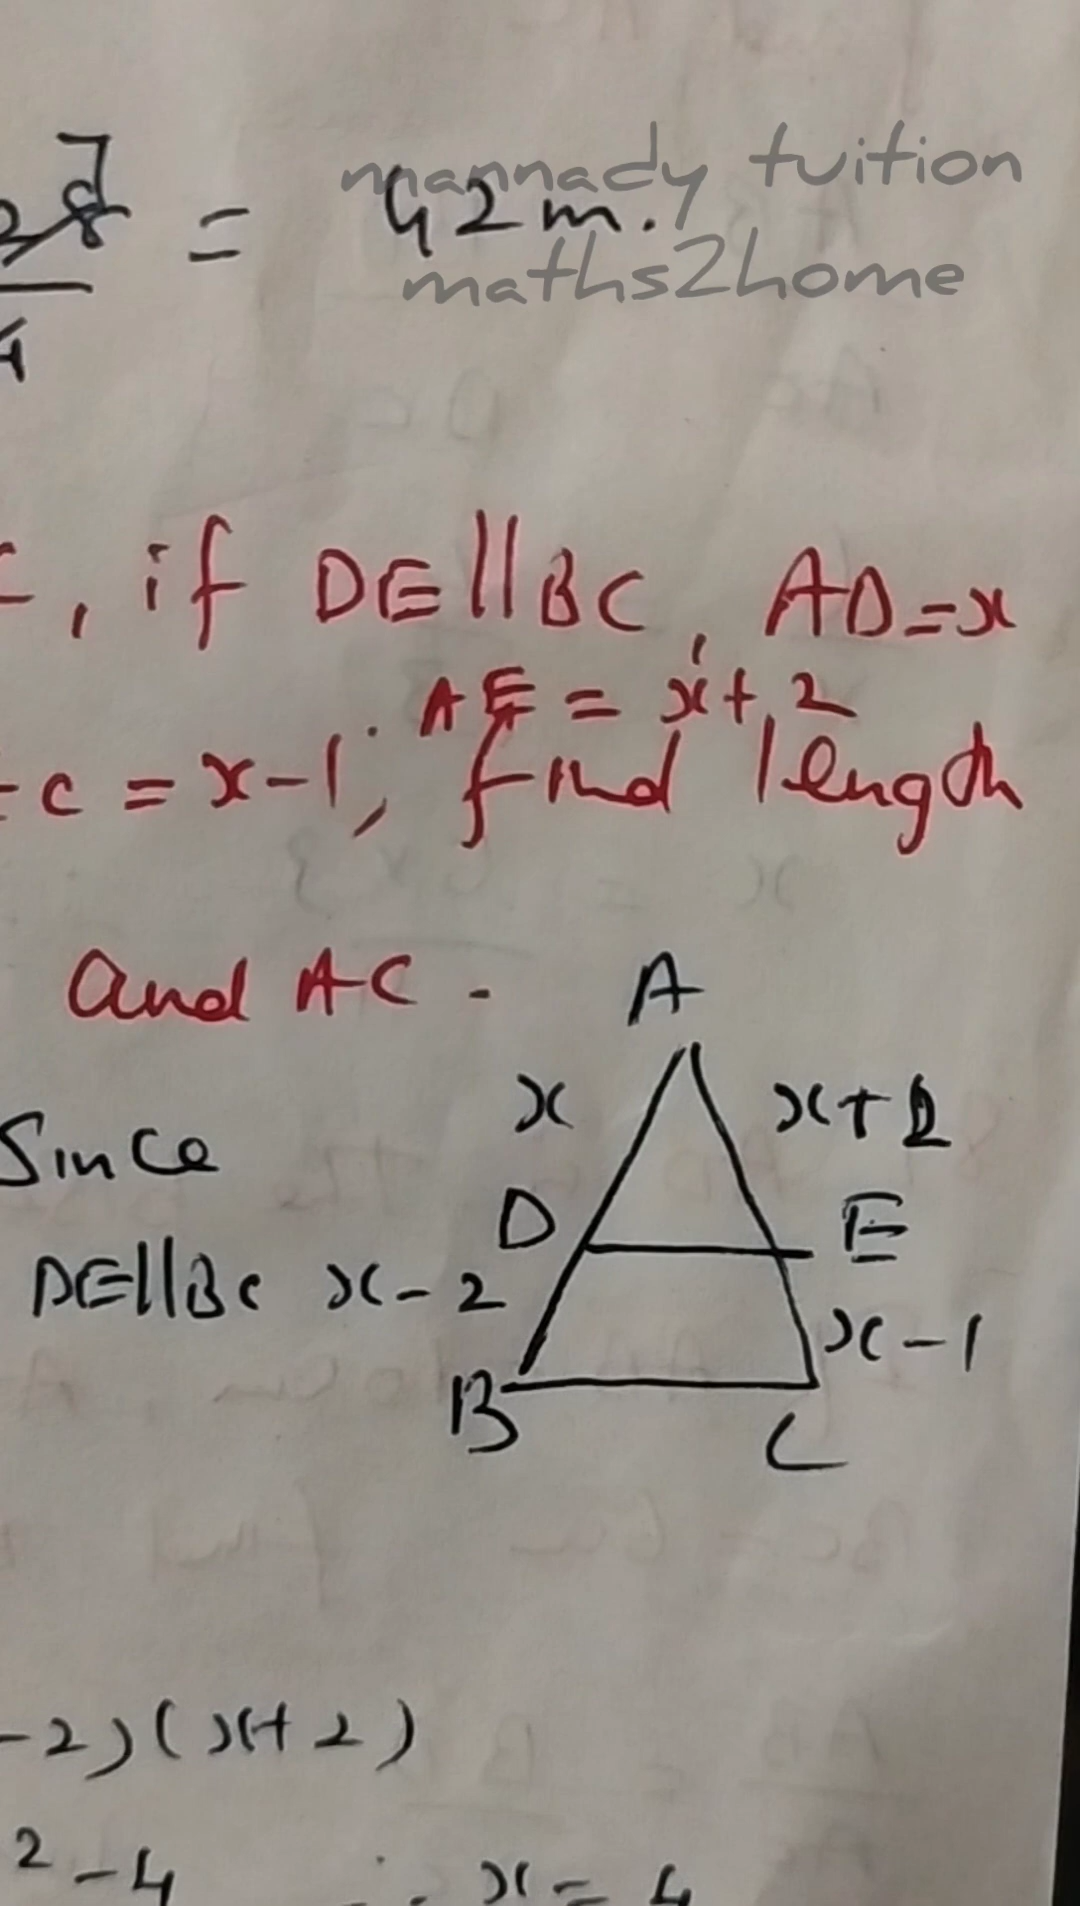 mannady tuition
= 42m.
maths2home
4
, if DE||BC, AD=x
AE = x+2
c = x-1, find length
and AC.
A
x
x+2
Since
D
E
DE||BC x-2
x-1
B
C
-2)(x+2)
2 -4 ∴ x = 4